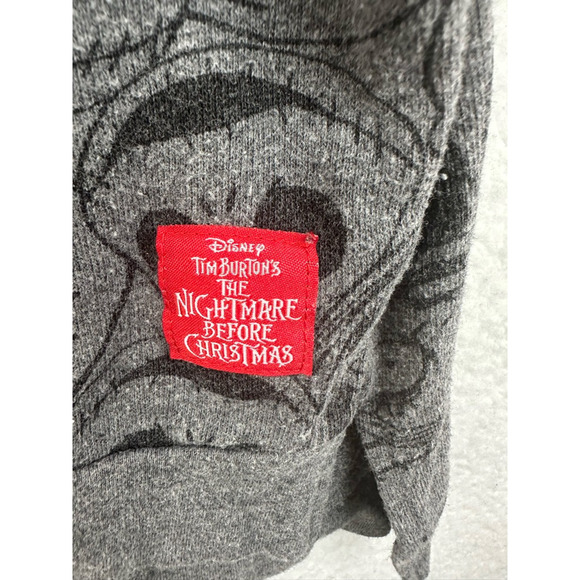 Disney
Tim Burton's
The
Nightmare
Before
Christmas